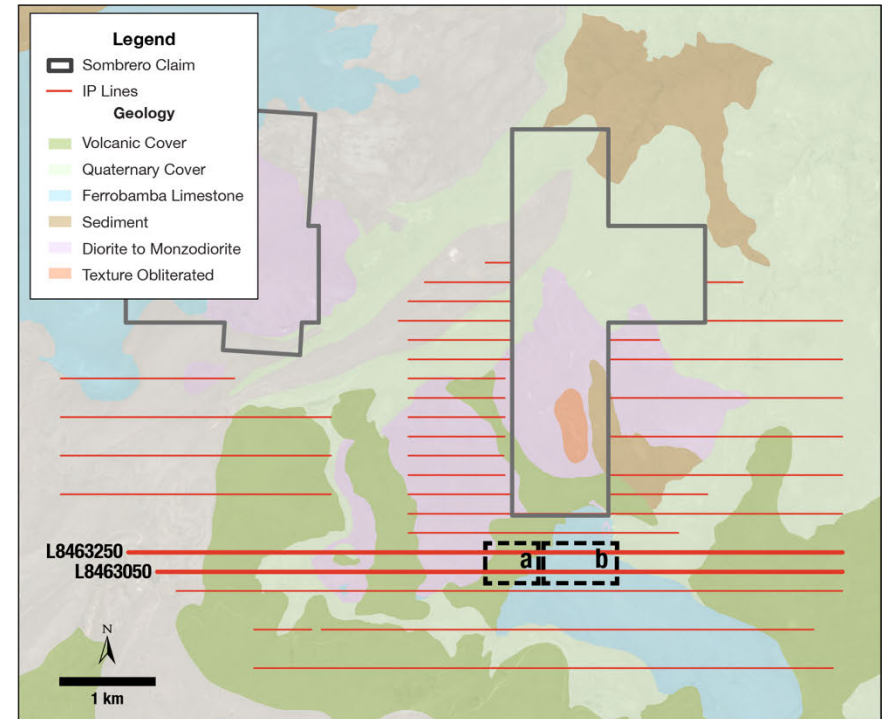 Legend
Sombrero Claim
IP Lines
Geology
Volcanic Cover
Quaternary Cover
Ferrobamba Limestone
Sediment
Diorite to Monzodiorite
Texture Obliterated
L8463250
L8463050
a
b
N
1 km